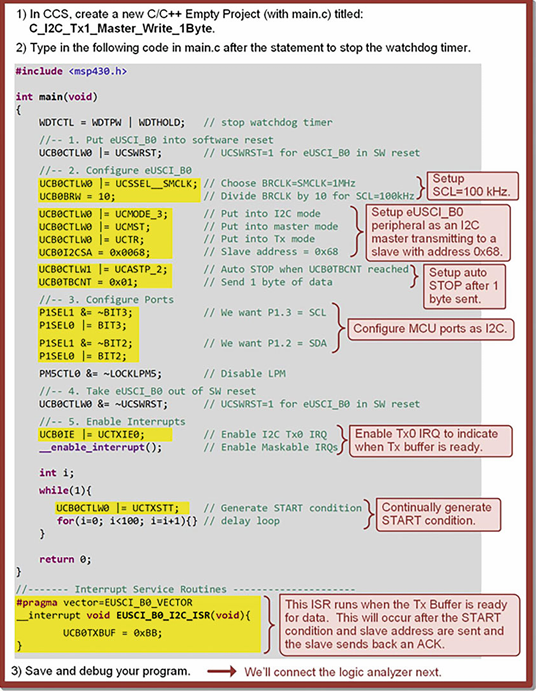 1) In CCS, create a new C/C++ Empty Project (with main.c) titled:
C_I2C_Tx1_Master_Write_1Byte.
2) Type in the following code in main.c after the statement to stop the watchdog timer.
#include <msp430.h>
int main(void)
{
WDTCTL = WDTPW | WDTHOLD; // stop watchdog timer
//-- 1. Put eUSCI_B0 into software reset
UCB0CTLW0 |= UCSWRST; // UCSWRST=1 for eUSCI_B0 in SW reset
//-- 2. Configure eUSCI_B0
UCB0CTLW0 |= UCSSEL__SMCLK; // Choose BRCLK=SMCLK=1MHz
UCB0BRW = 10; // Divide BRCLK by 10 for SCL=100kHz
Setup
SCL=100 kHz.
UCB0CTLW0 |= UCMODE_3; // Put into I2C mode
UCB0CTLW0 |= UCMST; // Put into master mode
UCB0CTLW0 |= UCTR; // Put into Tx mode
UCB0I2CSA = 0x0068; // Slave address = 0x68
Setup eUSCI_B0
peripheral as an I2C
master transmitting to a
slave with address 0x68.
UCB0CTLW1 |= UCASTP_2; // Auto STOP when UCB0TBCNT reached
UCB0TBCNT = 0x01; // Send 1 byte of data
Setup auto
STOP after 1
byte sent.
//-- 3. Configure Ports
P1SEL1 &= ~BIT3; // We want P1.3 = SCL
P1SEL0 |= BIT3;
P1SEL1 &= ~BIT2; // We want P1.2 = SDA
P1SEL0 |= BIT2;
Configure MCU ports as I2C.
PM5CTL0 &= ~LOCKLPM5; // Disable LPM
//-- 4. Take eUSCI_B0 out of SW reset
UCB0CTLW0 &= ~UCSWRST; // UCSWRST=1 for eUSCI_B0 in SW reset
//-- 5. Enable Interrupts
UCB0IE |= UCTXIE0; // Enable I2C Tx0 IRQ
__enable_interrupt(); // Enable Maskable IRQs
Enable Tx0 IRQ to indicate
when Tx buffer is ready.
int i;
while(1){
UCB0CTLW0 |= UCTXSTT; // Generate START condition
for(i=0; i<100; i=i+1){} // delay loop
}
Continually generate
START condition.
return 0;
}
//------- Interrupt Service Routines --------------------
#pragma vector=EUSCI_B0_VECTOR
__interrupt void EUSCI_B0_I2C_ISR(void){
UCB0TXBUF = 0xBB;
}
This ISR runs when the Tx Buffer is ready
for data. This will occur after the START
condition and slave address are sent and
the slave sends back an ACK.
3) Save and debug your program. We'll connect the logic analyzer next.